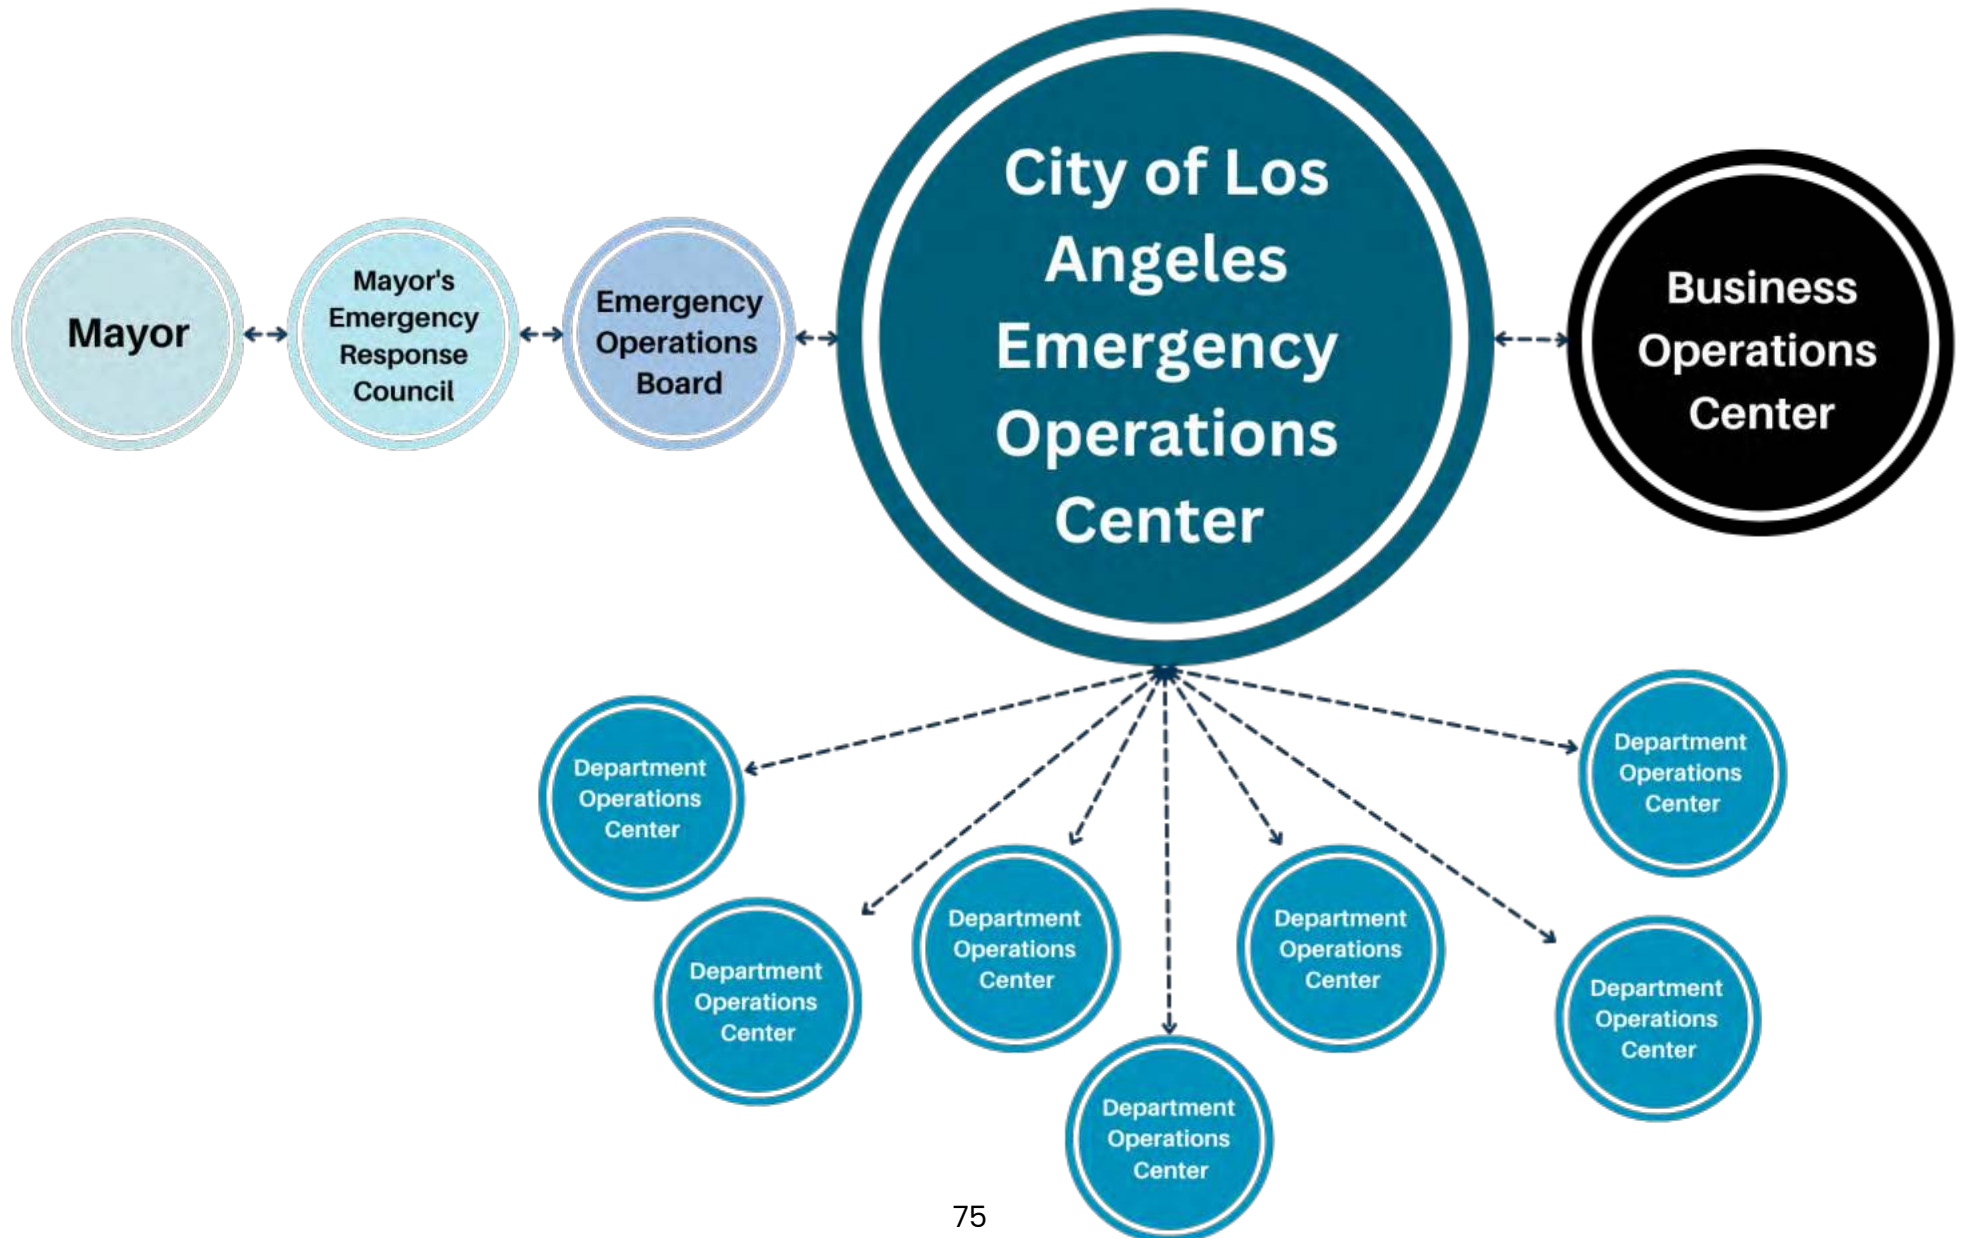 Mayor
Mayor's
Emergency
Response
Council
Emergency
Operations
Board
City of Los
Angeles
Emergency
Operations
Center
Business
Operations
Center
Department
Operations
Center
Department
Operations
Center
Department
Operations
Center
Department
Operations
Center
Department
Operations
Center
Department
Operations
Center
Department
Operations
Center
75